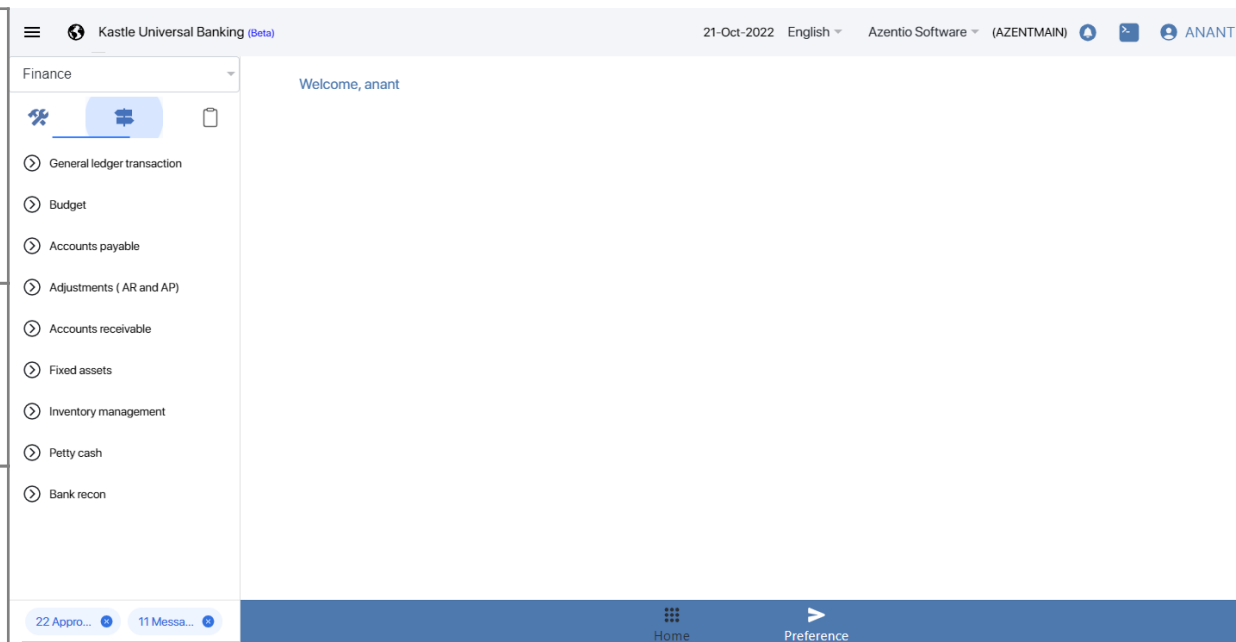 Kastle Universal Banking (Beta)
21-Oct-2022 English Azentio Software (AZENTMAIN) ANANT
Finance
Welcome, anant
General ledger transaction
Budget
Accounts payable
Adjustments ( AR and AP)
Accounts receivable
Fixed assets
Inventory management
Petty cash
Bank recon
22 Appro... 11 Messa...
Home Preference